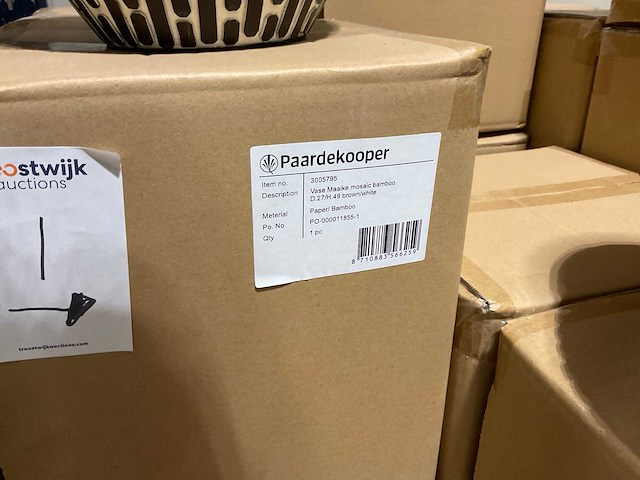 oostwijk
auctions
troostwijkauctions.com
Paardekooper
Item no. 3005795
Description Vase Maaike mosaic bamboo
D.27/H.49 brown/white
Material Paper/ Bamboo
Po. No. PO-000011855-1
Qty 1 pc
8 710883 566259